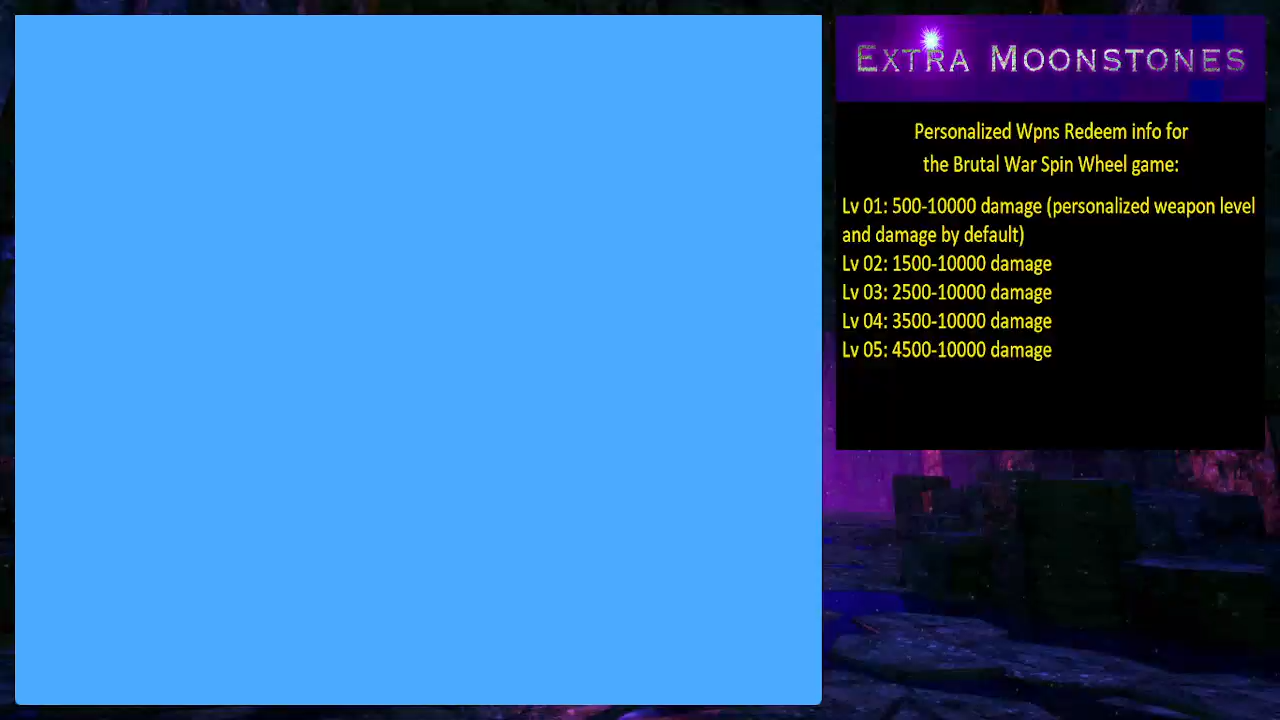 EXTRA MOONSTONES
Personalized Wpns Redeem info for
the Brutal War Spin Wheel game:
Lv 01: 500-10000 damage (personalized weapon level
and damage by default)
Lv 02: 1500-10000 damage
Lv 03: 2500-10000 damage
Lv 04: 3500-10000 damage
Lv 05: 4500-10000 damage